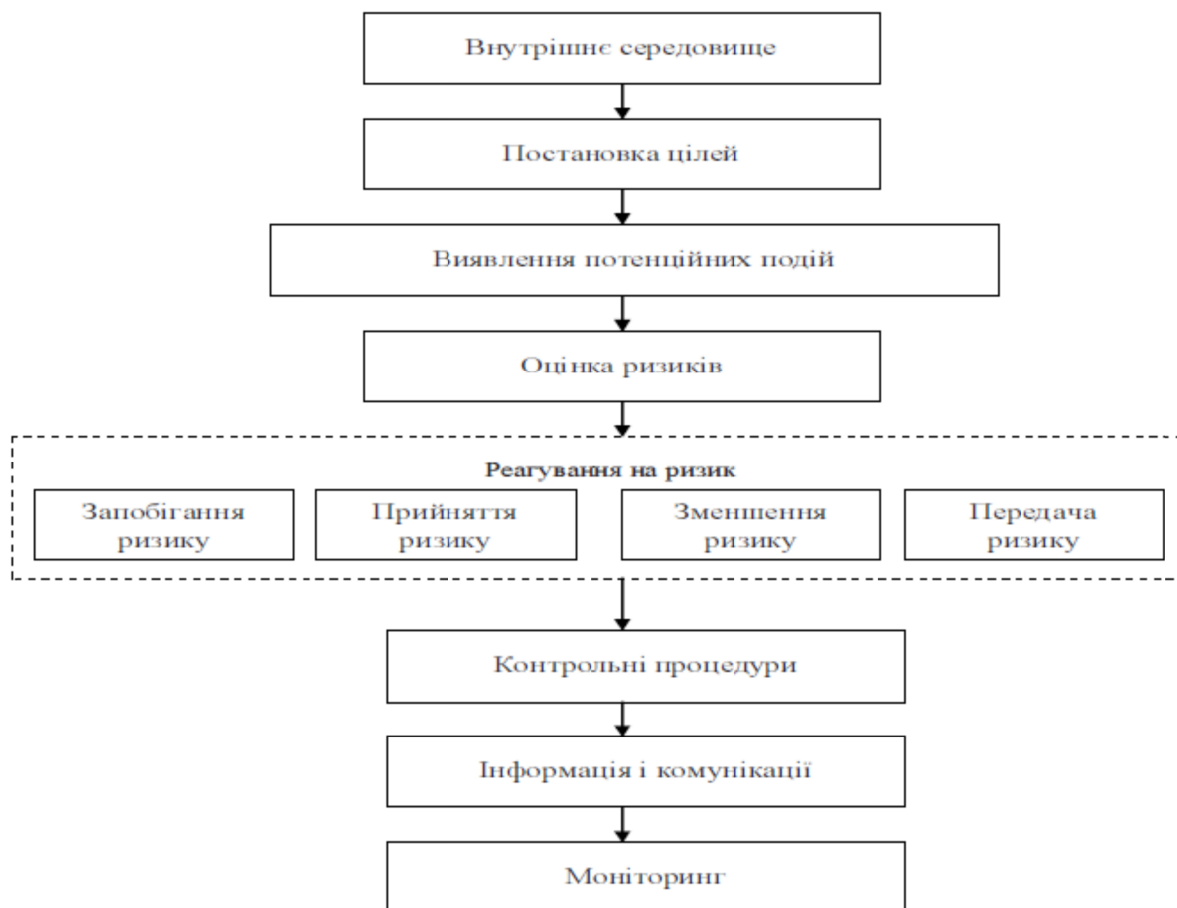 Внутрішнє середовище
Постановка цілей
Виявлення потенційних подій
Оцінка ризиків
Реагування на ризик
Запобігання
ризику
Прийняття
ризику
Зменшення
ризику
Передача
ризику
Контрольні процедури
Інформація і комунікації
Моніторинг